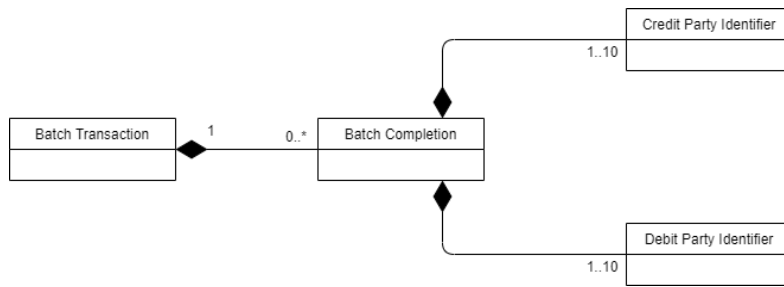 Credit Party Identifier
1..10
Batch Transaction
1
0..*
Batch Completion
Debit Party Identifier
1..10